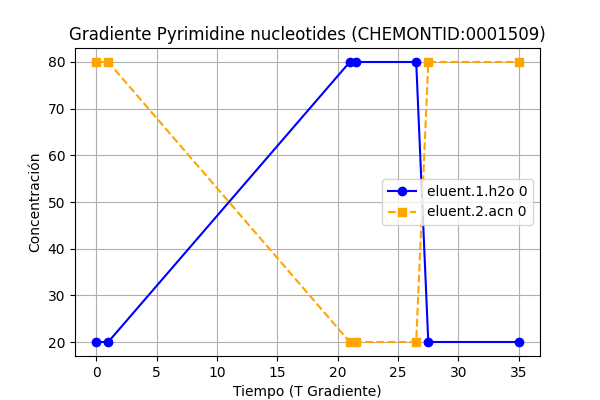 Gradiente Pyrimidine nucleotides (CHEMONTID:0001509)
80
70
60
50
40
30
20
Concentración
eluent.1.h2o 0
eluent.2.acn 0
0 5 10 15 20 25 30 35
Tiempo (T Gradiente)